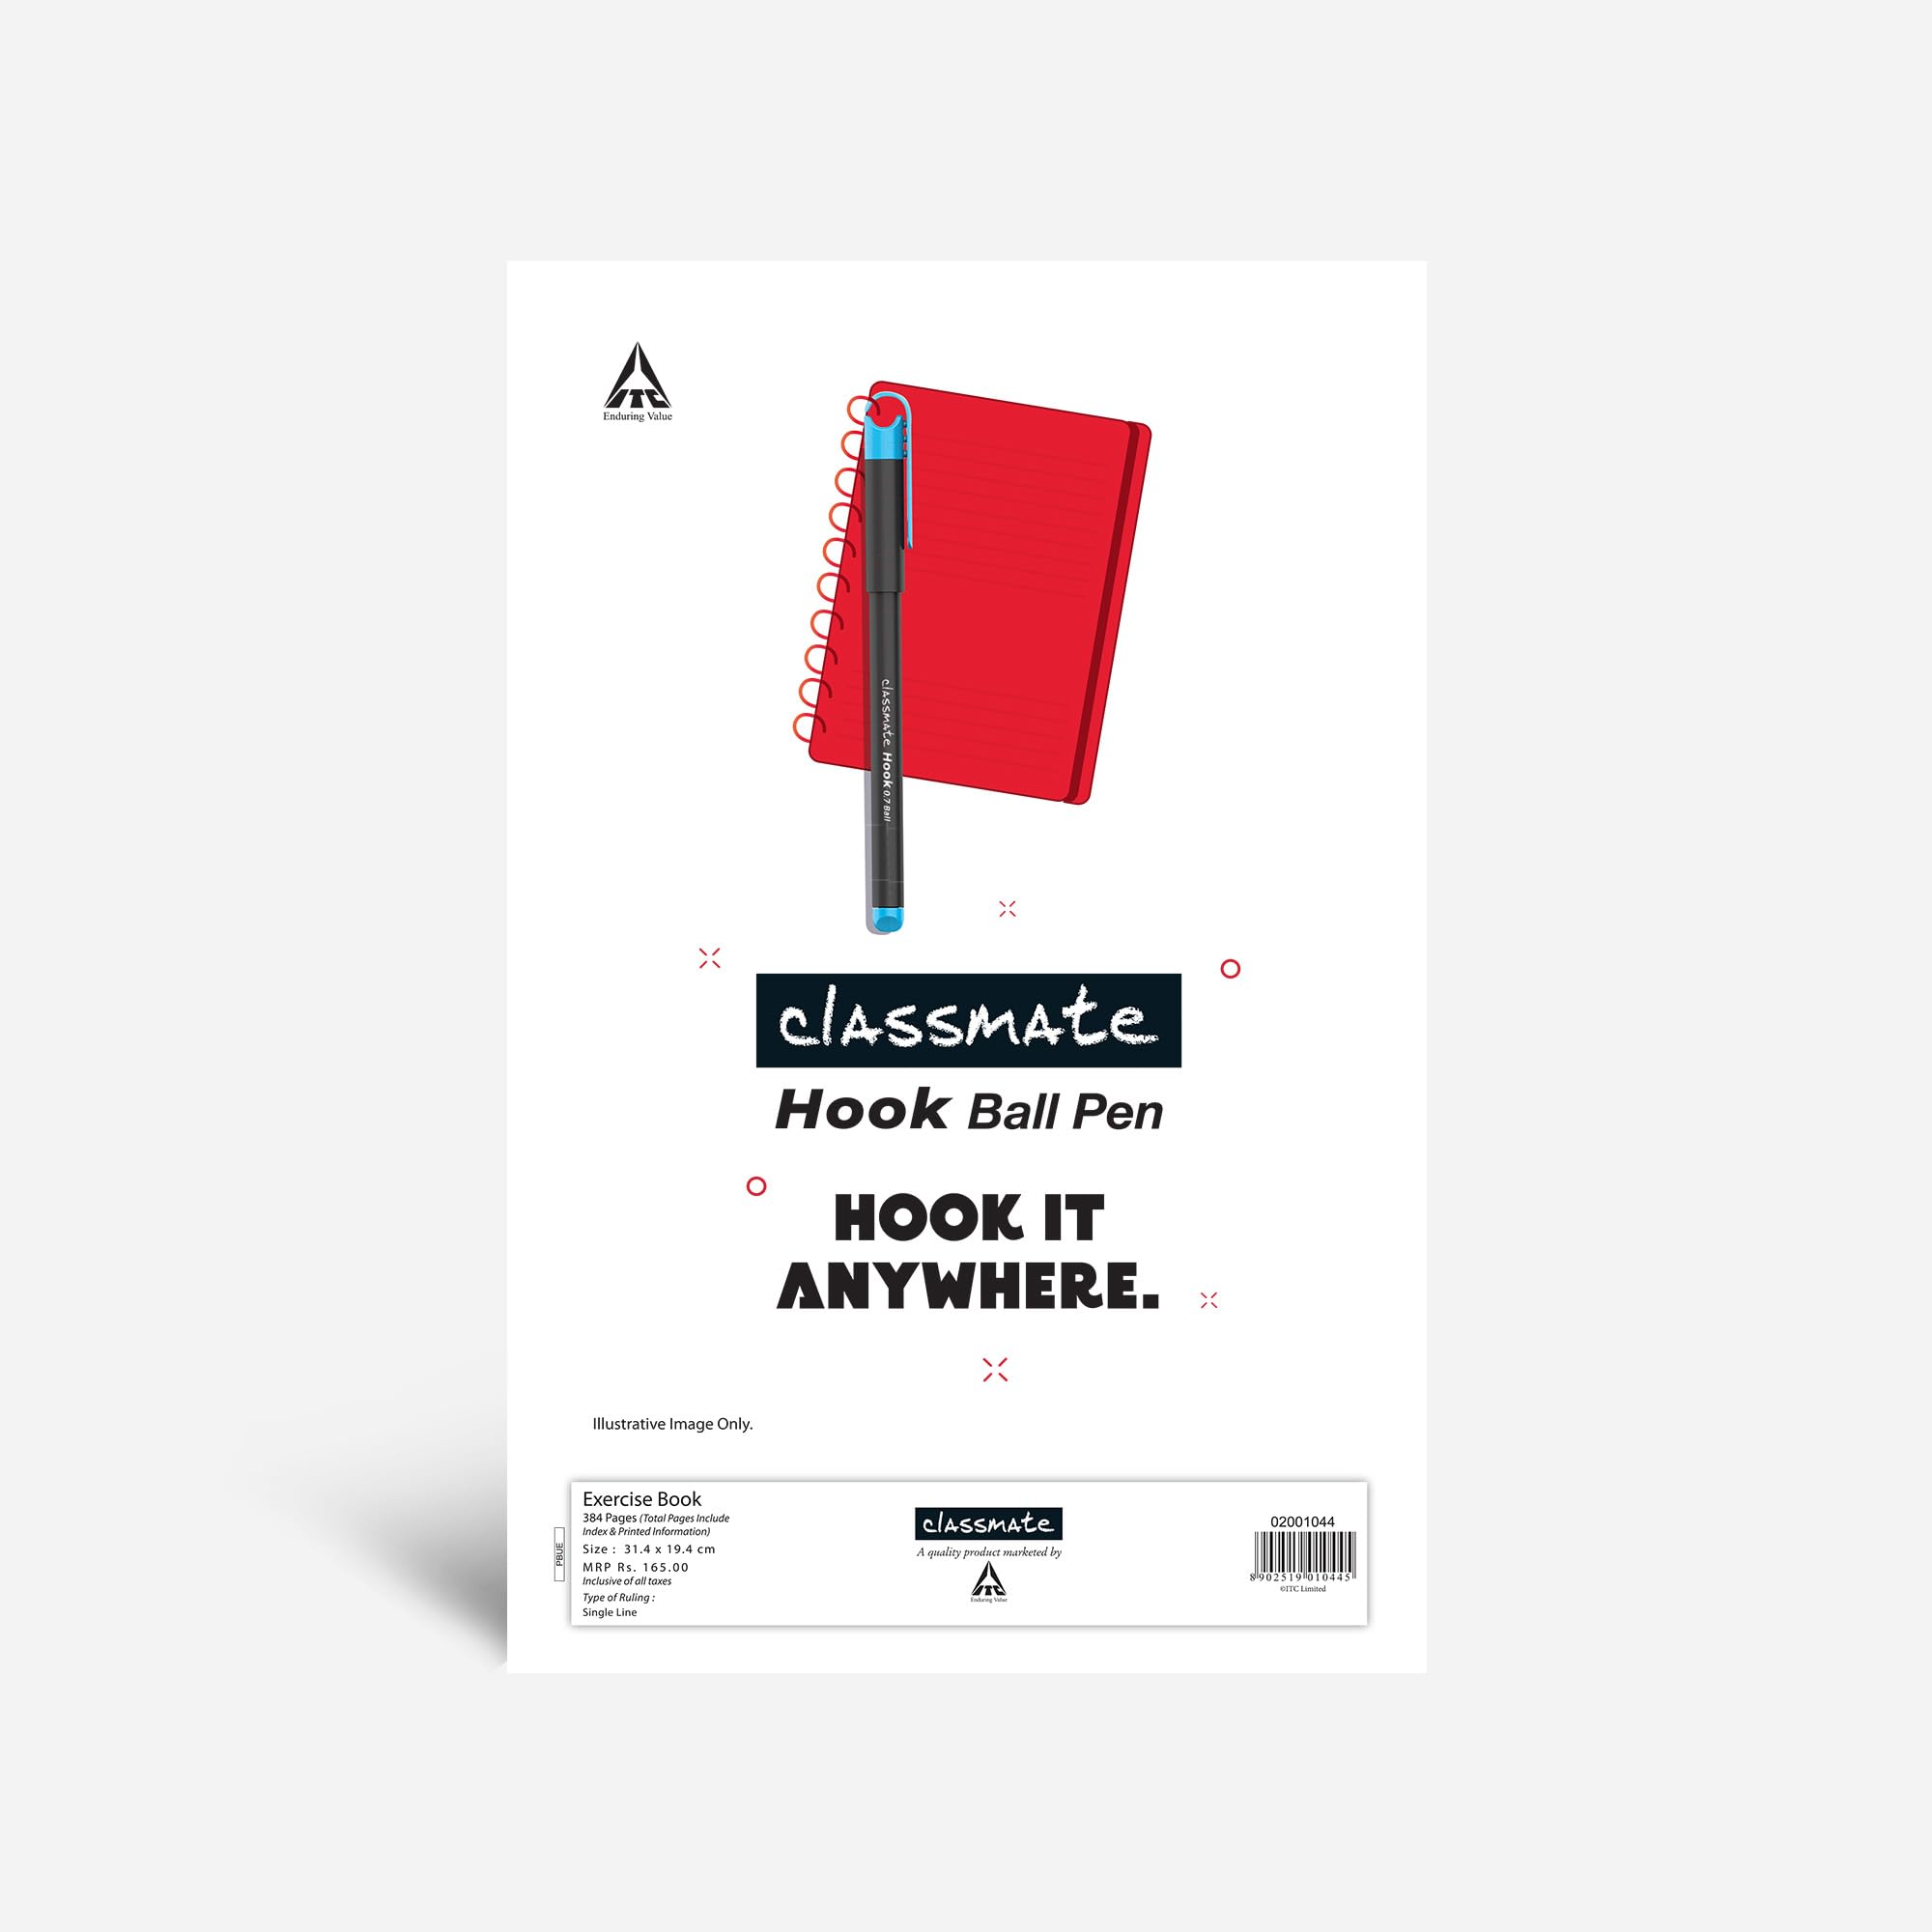 ITC
Enduring Value
classmate Hook 0.7 Ball
classmate
Hook Ball Pen
HOOK IT
ANYWHERE.
Illustrative Image Only.
PBUE
Exercise Book
384 Pages (Total Pages Include
Index & Printed Information)
Size : 31.4 x 19.4 cm
MRP Rs. 165.00
Inclusive of all taxes
Type of Ruling :
Single Line
classmate
A quality product marketed by
ITC
Enduring Value
02001044
8 902519 010445
©ITC Limited